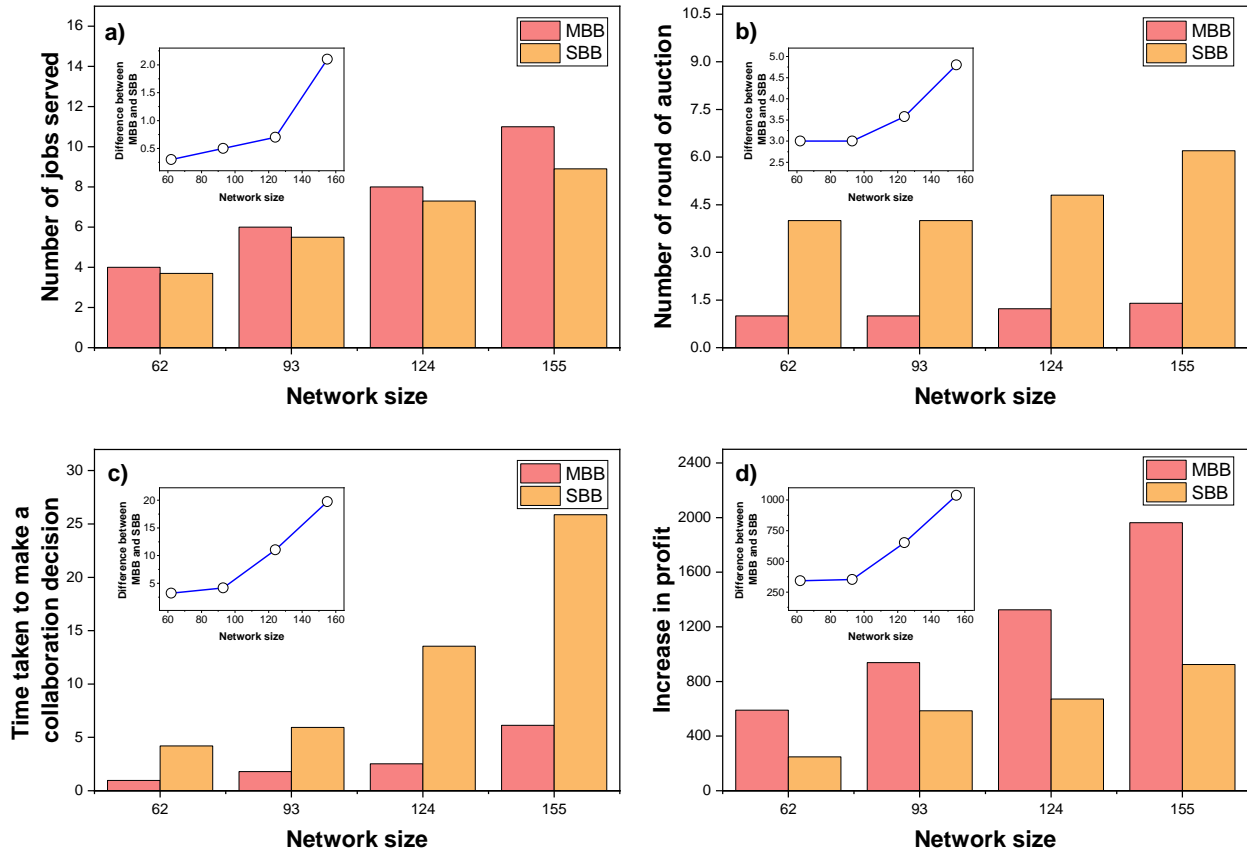 a)
MBB
SBB
Number of jobs served
16
14
12
10
8
6
4
2
0
62
93
124
155
Network size
Difference between
MBB and SBB
2.0
1.5
1.0
0.5
60 80 100 120 140 160
Network size
b)
MBB
SBB
Number of round of auction
10.5
9.0
7.5
6.0
4.5
3.0
1.5
0.0
62
93
124
155
Network size
Difference between
MBB and SBB
5.0
4.5
4.0
3.5
3.0
2.5
60 80 100 120 140 160
Network size
c)
MBB
SBB
Time taken to make a
collaboration decision
30
25
20
15
10
5
0
62
93
124
155
Network size
Difference between
MBB and SBB
20
15
10
5
60 80 100 120 140 160
Network size
d)
MBB
SBB
Increase in profit
2400
2000
1600
1200
800
400
0
62
93
124
155
Network size
Difference between
MBB and SBB
1000
750
500
250
60 80 100 120 140 160
Network size